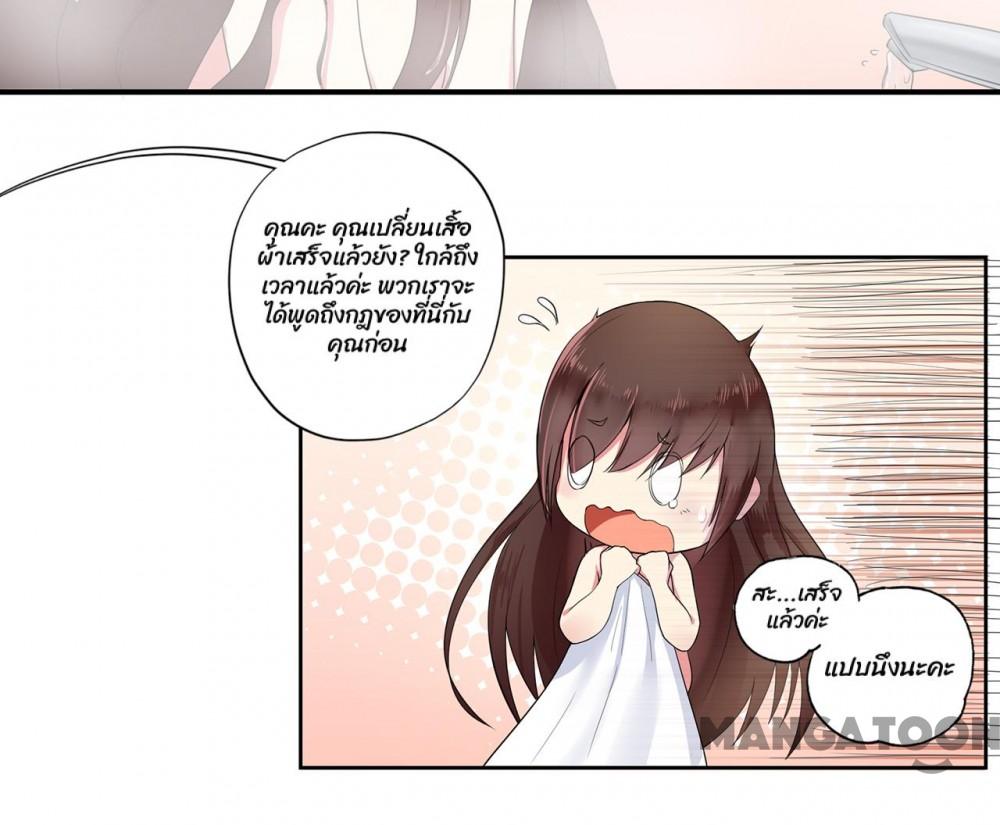 คุณคะ คุณเปลี่ยนเสื้อ
ผ้าเสร็จแล้วยัง? ใกล้ถึง
เวลาแล้วค่ะ พวกเราจะ
ได้พูดถึงกฎของที่นี่กับ
คุณก่อน
สะ...เสร็จ
แล้วค่ะ
แปบนึงนะคะ
MANGATOON